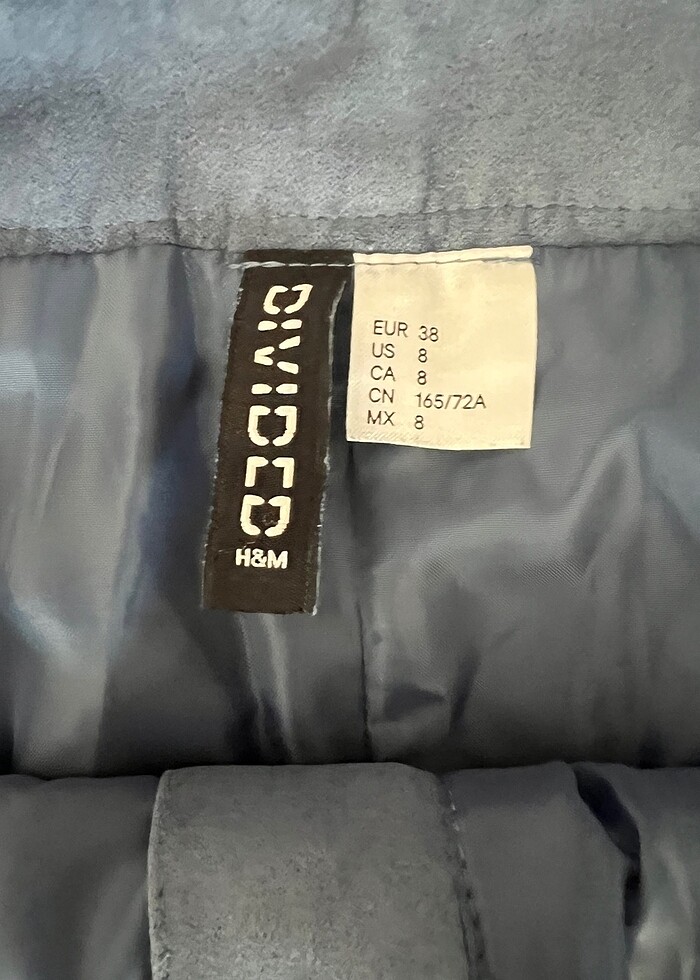 DIVIDED
H&M
EUR 38
US 8
CA 8
CN 165/72A
MX 8